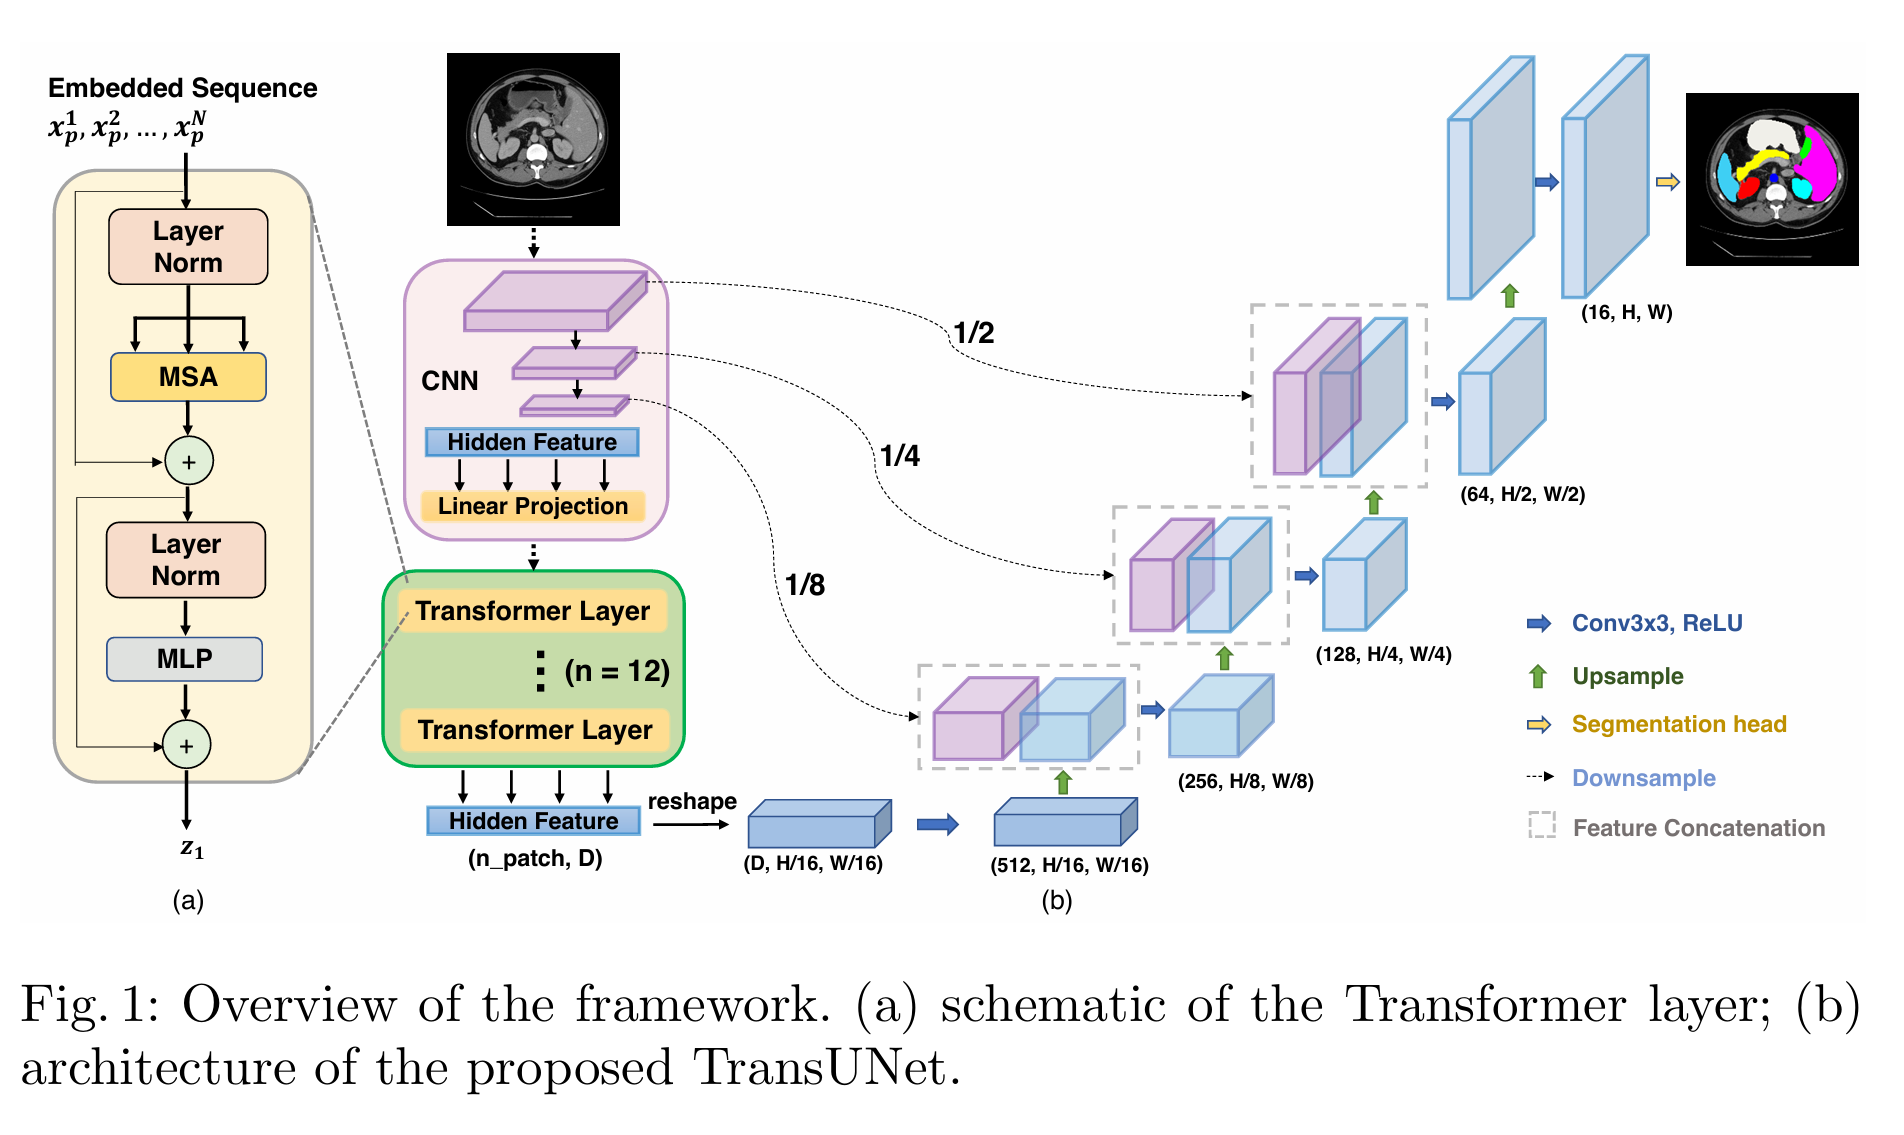 Embedded Sequence
x_p^1, x_p^2, ..., x_p^N
Layer
Norm
MSA
+
Layer
Norm
MLP
+
z_1
(a)
CNN
Hidden Feature
Linear Projection
Transformer Layer
(n = 12)
Transformer Layer
Hidden Feature
(n_patch, D)
reshape
(D, H/16, W/16)
(512, H/16, W/16)
(b)
1/2
1/4
1/8
(256, H/8, W/8)
(128, H/4, W/4)
(64, H/2, W/2)
(16, H, W)
Conv3x3, ReLU
Upsample
Segmentation head
Downsample
Feature Concatenation
Fig. 1: Overview of the framework. (a) schematic of the Transformer layer; (b)
architecture of the proposed TransUNet.